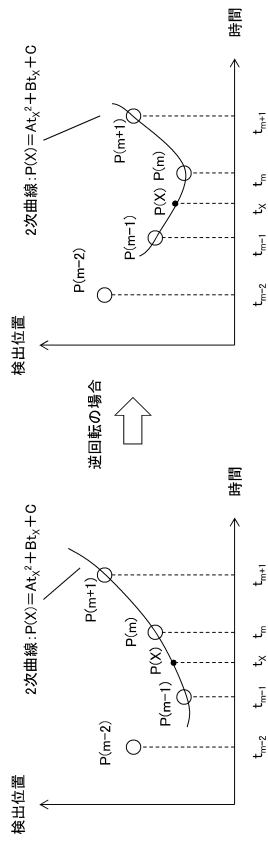 検出位置
2次曲線:P(X)=AtX²+BtX+C
P(m−2)
P(m−1)
P(X)
P(m)
P(m+1)
tm−2
tm−1
tX
tm
tm+1
時間
逆回転の場合
検出位置
2次曲線:P(X)=AtX²+BtX+C
P(m−2)
P(m−1)
P(X)
P(m)
P(m+1)
tm−2
tm−1
tX
tm
tm+1
時間